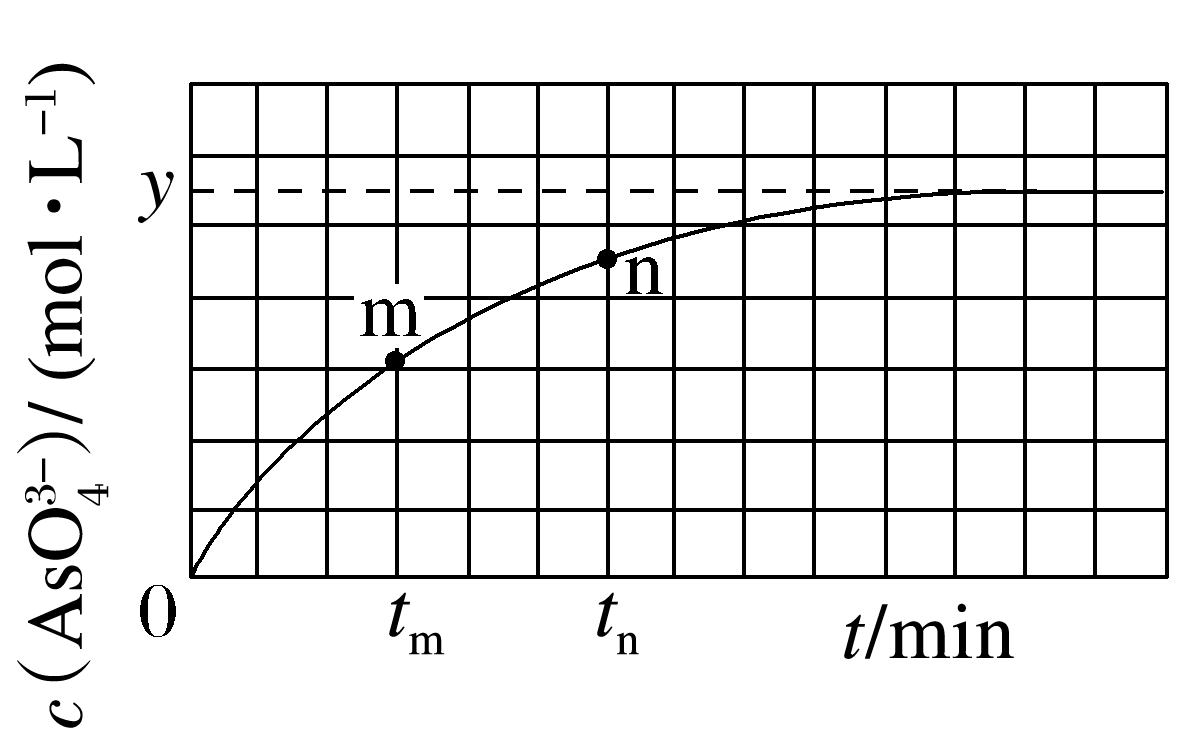 c(AsO₄³⁻)/(mol·L⁻¹)
y
m
n
0
tₘ
tₙ
t/min